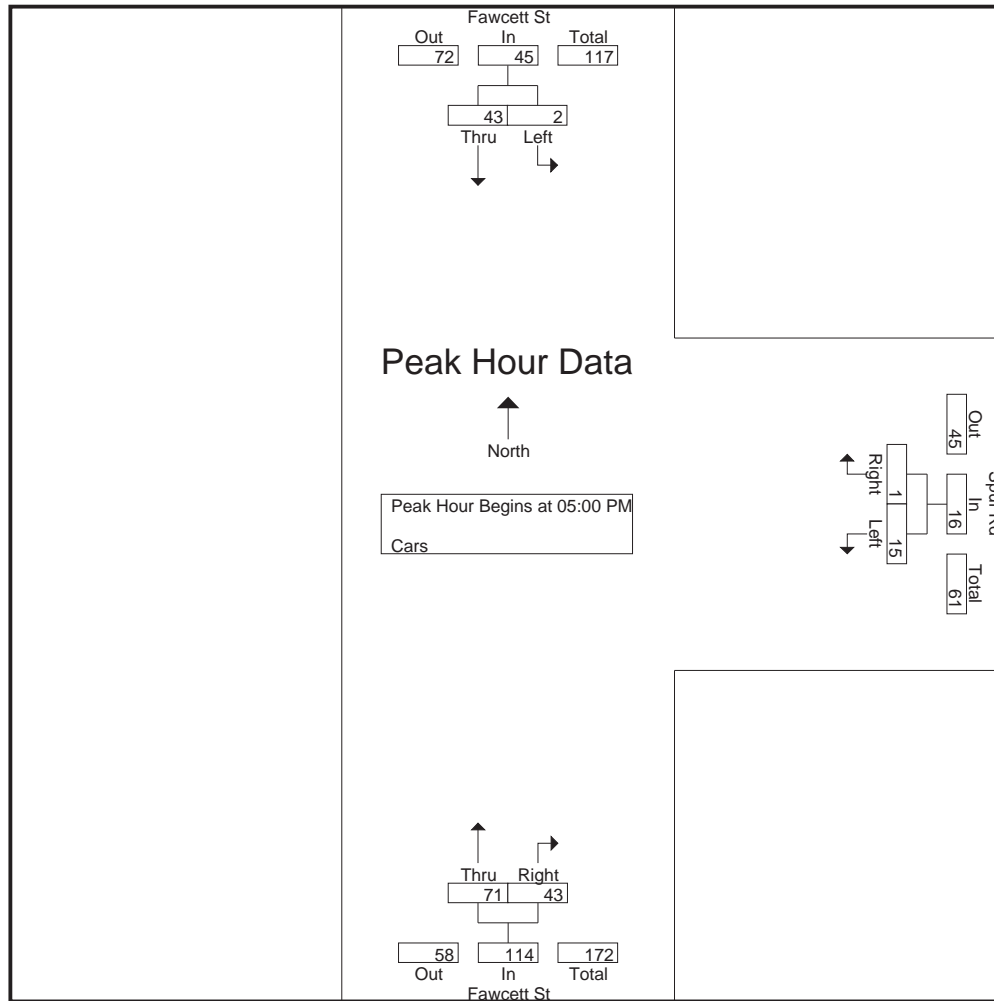 Fawcett St
Out In Total
72 45 117
43 2
Thru Left
Peak Hour Data
North
Peak Hour Begins at 05:00 PM
Cars
Out
45
Right
1
In
16
Left
15
Total
61
Thru Right
71 43
58 114 172
Out In Total
Fawcett St